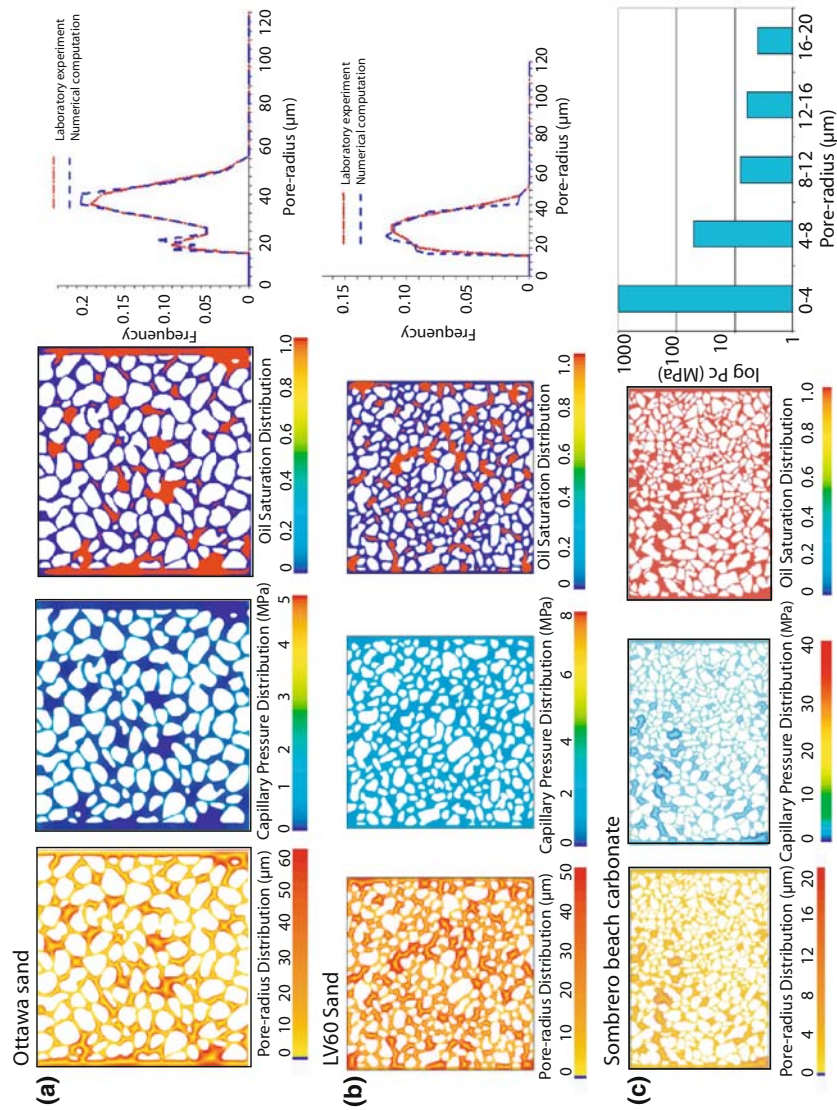 (a)
Ottawa sand
0 10 20 30 40 50 60
Pore-radius Distribution (µm)
0 1 2 3 4 5
Capillary Pressure Distribution (MPa)
0 0.2 0.4 0.6 0.8 1.0
Oil Saturation Distribution
Frequency
0.2
0.15
0.10
0.05
0
0 20 40 60 80 100 120
Pore-radius (µm)
Laboratory experiment
Numerical computation
(b)
LV60 Sand
0 10 20 30 40 50
Pore-radius Distribution (µm)
0 2 4 6 8
Capillary Pressure Distribution (MPa)
0 0.2 0.4 0.6 0.8 1.0
Oil Saturation Distribution
Frequency
0.15
0.10
0.05
0
0 20 40 60 80 100 120
Pore-radius (µm)
Laboratory experiment
Numerical computation
(c)
Sombrero beach carbonate
0 4 8 12 16 20
Pore-radius Distribution (µm)
0 10 20 30 40
Capillary Pressure Distribution (MPa)
0 0.2 0.4 0.6 0.8 1.0
Oil Saturation Distribution
log Pc (MPa)
1000
100
10
1
0-4 4-8 8-12 12-16 16-20
Pore-radius (µm)